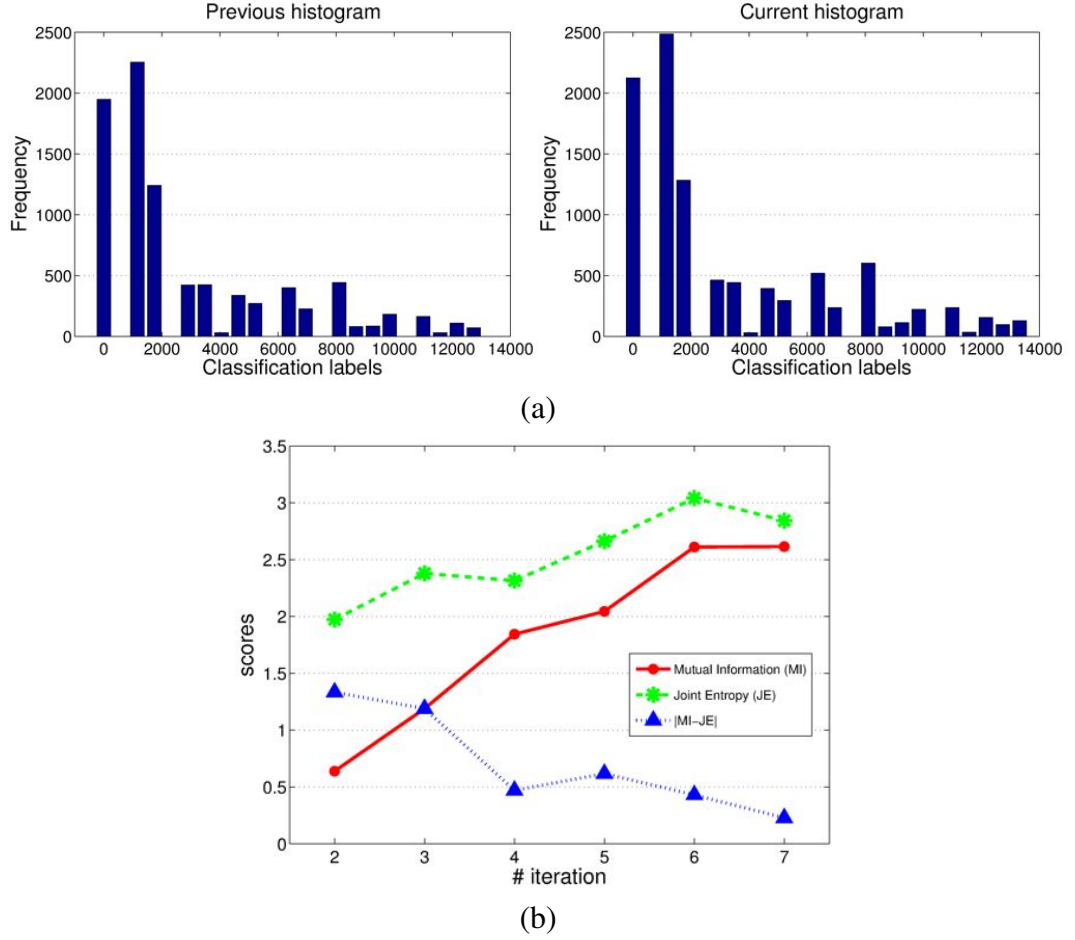 Previous histogram
2500
2000
1500
1000
500
0
Frequency
0 2000 4000 6000 8000 10000 12000 14000
Classification labels
Current histogram
2500
2000
1500
1000
500
0
Frequency
0 2000 4000 6000 8000 10000 12000 14000
Classification labels
(a)
3.5
3
2.5
2
1.5
1
0.5
0
scores
Mutual Information (MI)
Joint Entropy (JE)
|MI−JE|
2 3 4 5 6 7
# iteration
(b)